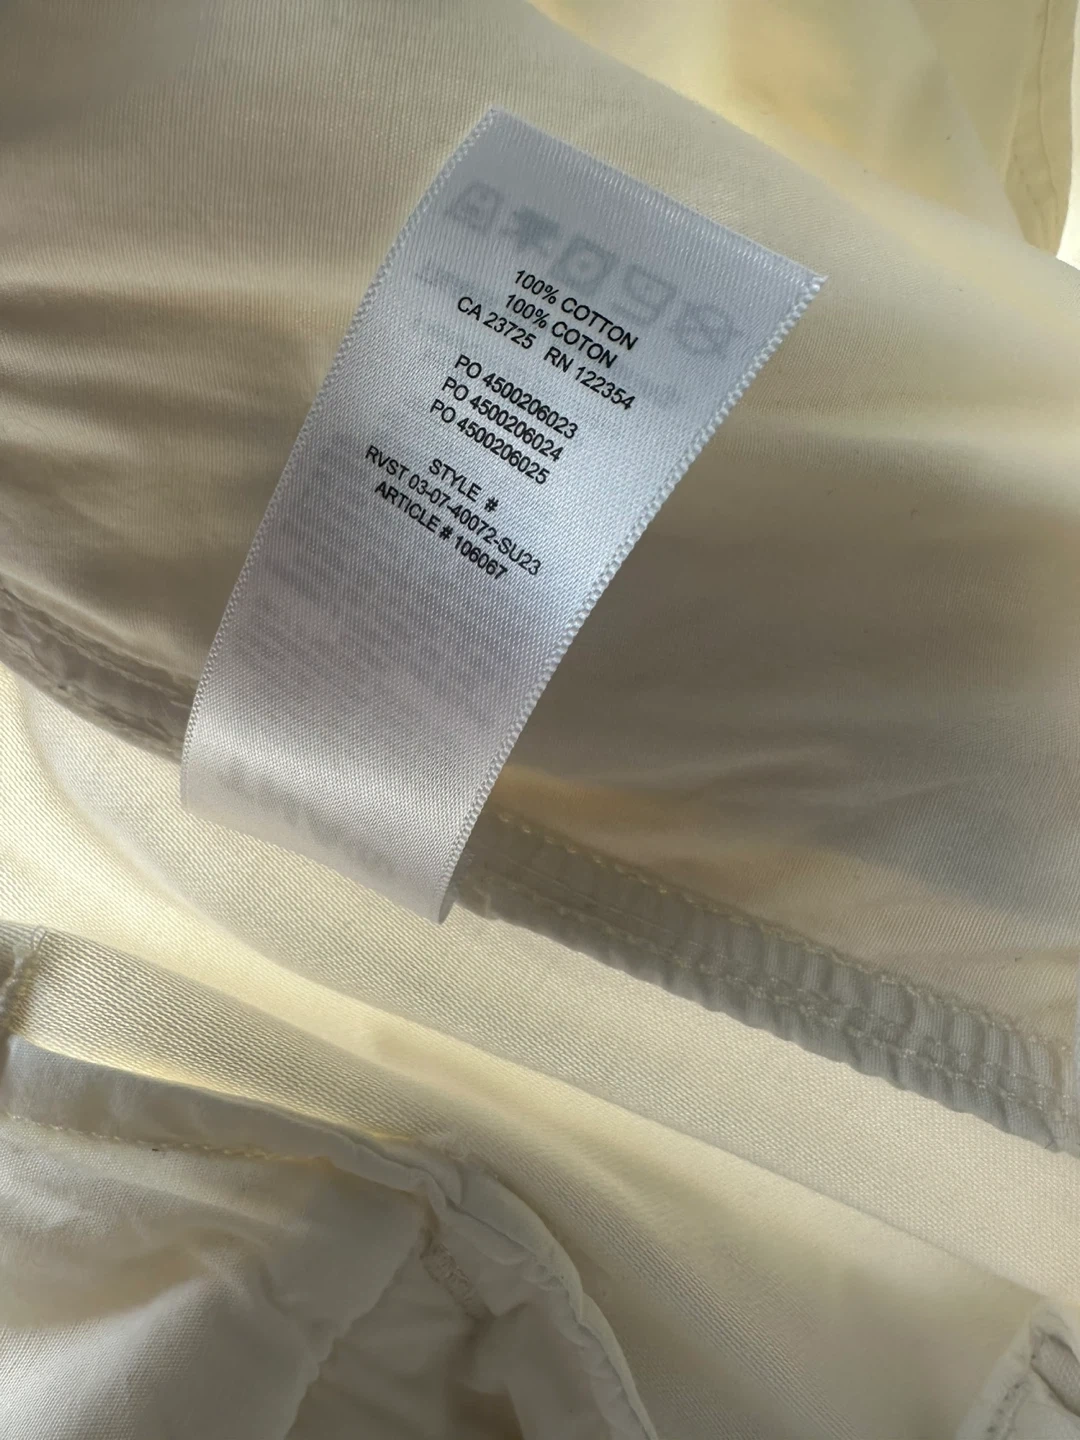 100% COTTON
100% COTON
CA 23725 RN 122354
PO 4500206023
PO 4500206024
PO 4500206025
STYLE #
RVST 03-07-40072-SU23
ARTICLE # 106067